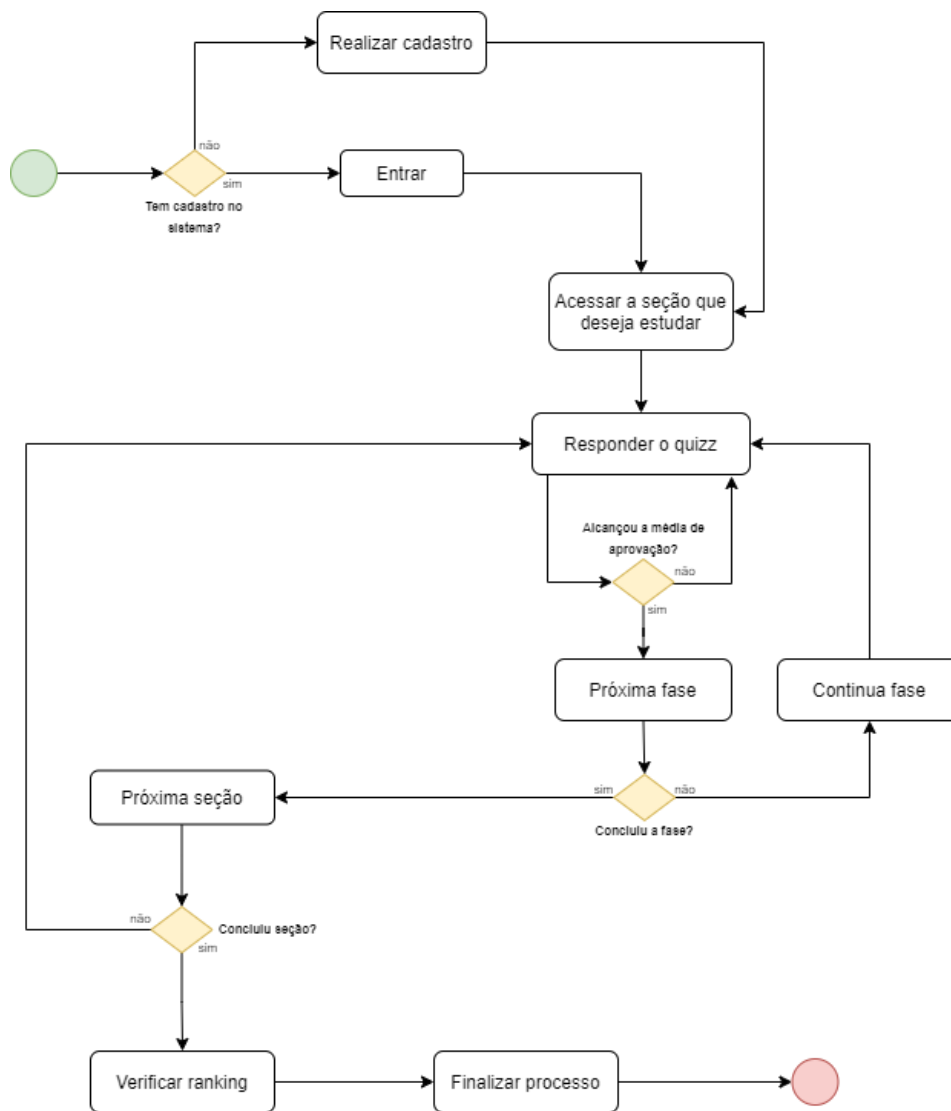 Realizar cadastro
não
sim
Entrar
Tem cadastro no
sistema?
Acessar a seção que
deseja estudar
Responder o quizz
Alcançou a média de
aprovação?
não
sim
Próxima fase
Continua fase
Próxima seção
sim
não
Concluiu a fase?
não
Concluiu seção?
sim
Verificar ranking
Finalizar processo